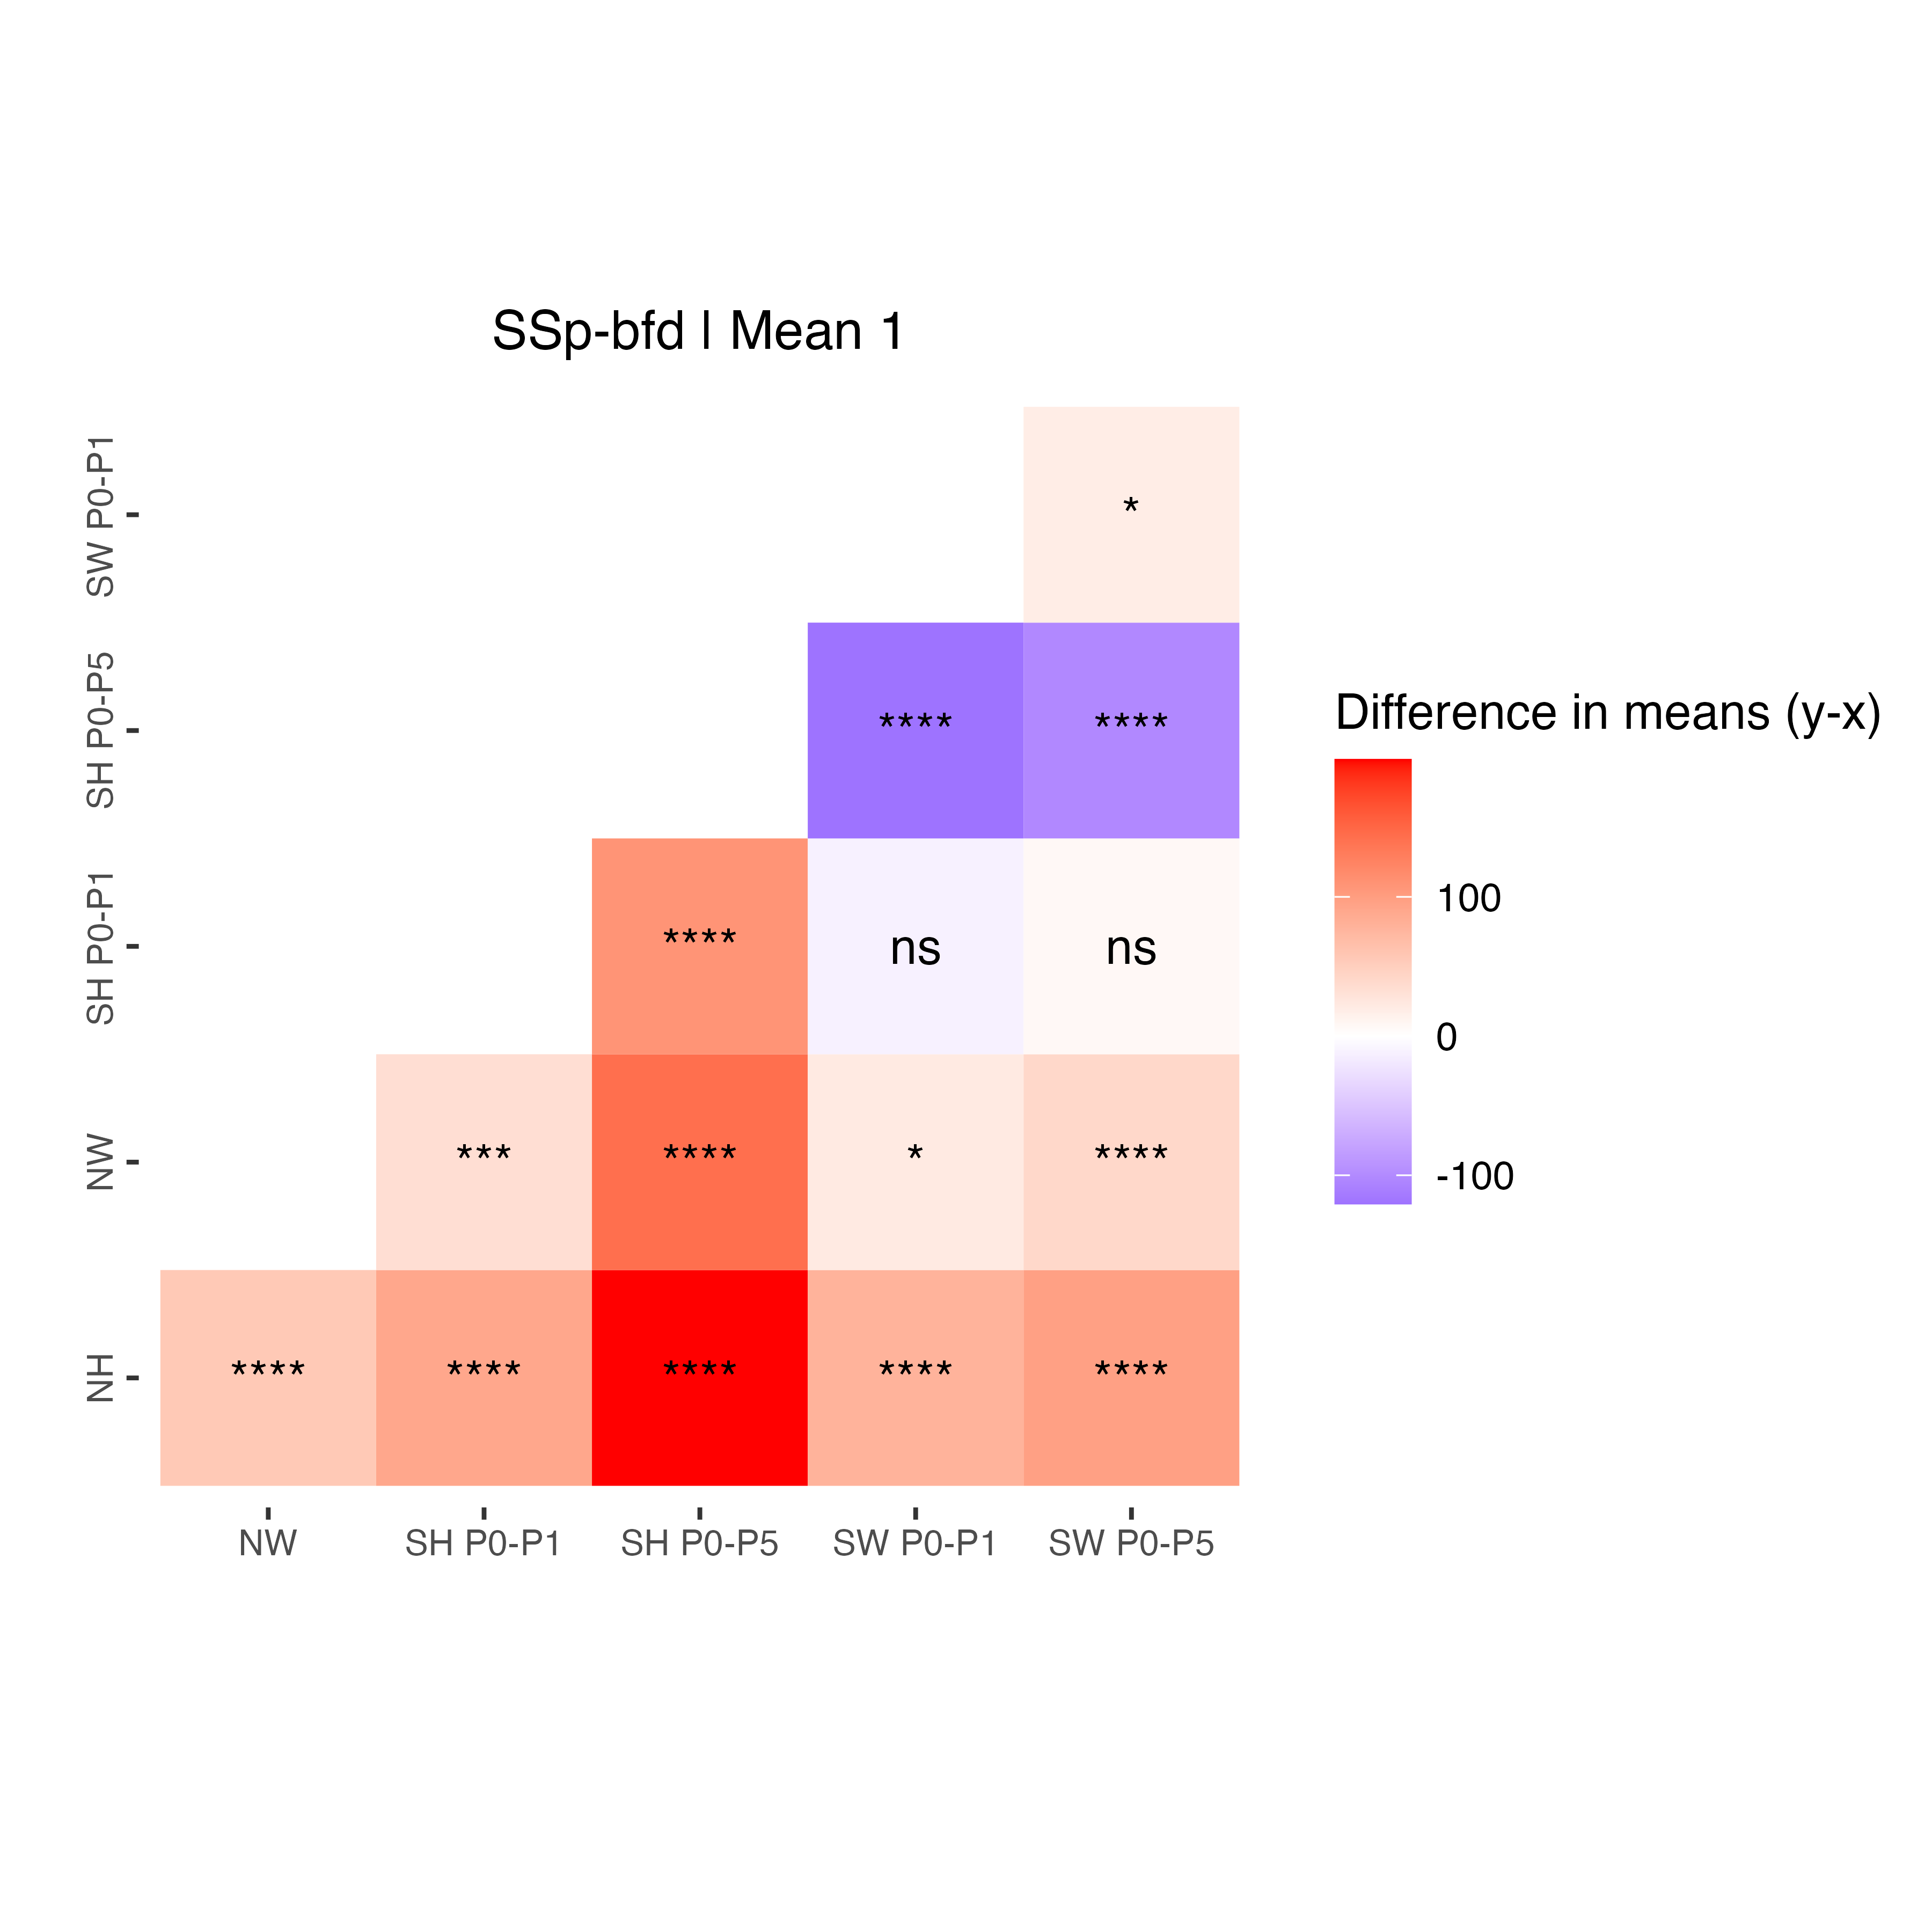 SSp-bfd | Mean 1
SW P0-P1
*
SH P0-P5
**** ****
Difference in means (y-x)
100
0
-100
SH P0-P1
**** ns ns
NW
*** **** * ****
NH
**** **** **** **** ****
NW SH P0-P1 SH P0-P5 SW P0-P1 SW P0-P5